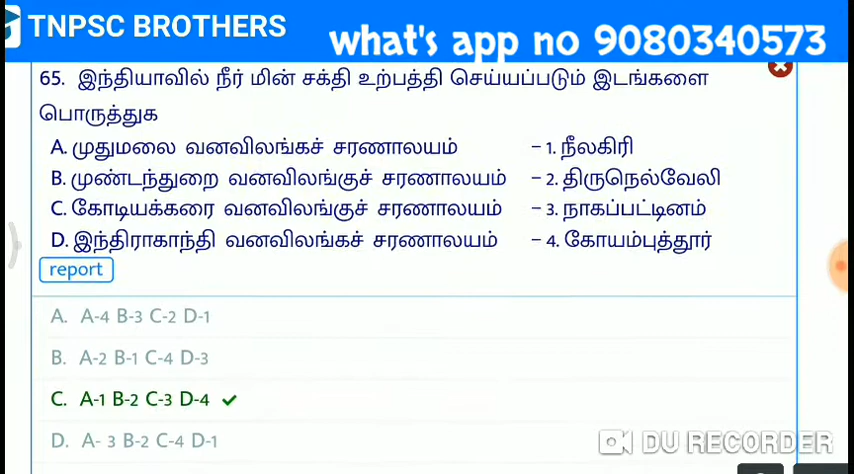 TNPSC BROTHERS
what's app no 9080340573
65. இந்தியாவில் நீர் மின் சக்தி உற்பத்தி செய்யப்படும் இடங்களை
பொருத்துக
A. முதுமலை வனவிலங்கச் சரணாலயம் – 1. நீலகிரி
B. முண்டந்துறை வனவிலங்குச் சரணாலயம் – 2. திருநெல்வேலி
C. கோடியக்கரை வனவிலங்குச் சரணாலயம் – 3. நாகப்பட்டினம்
D. இந்திராகாந்தி வனவிலங்கச் சரணாலயம் – 4. கோயம்புத்தூர்
report
A. A-4 B-3 C-2 D-1
B. A-2 B-1 C-4 D-3
C. A-1 B-2 C-3 D-4
D. A- 3 B-2 C-4 D-1
DU RECORDER